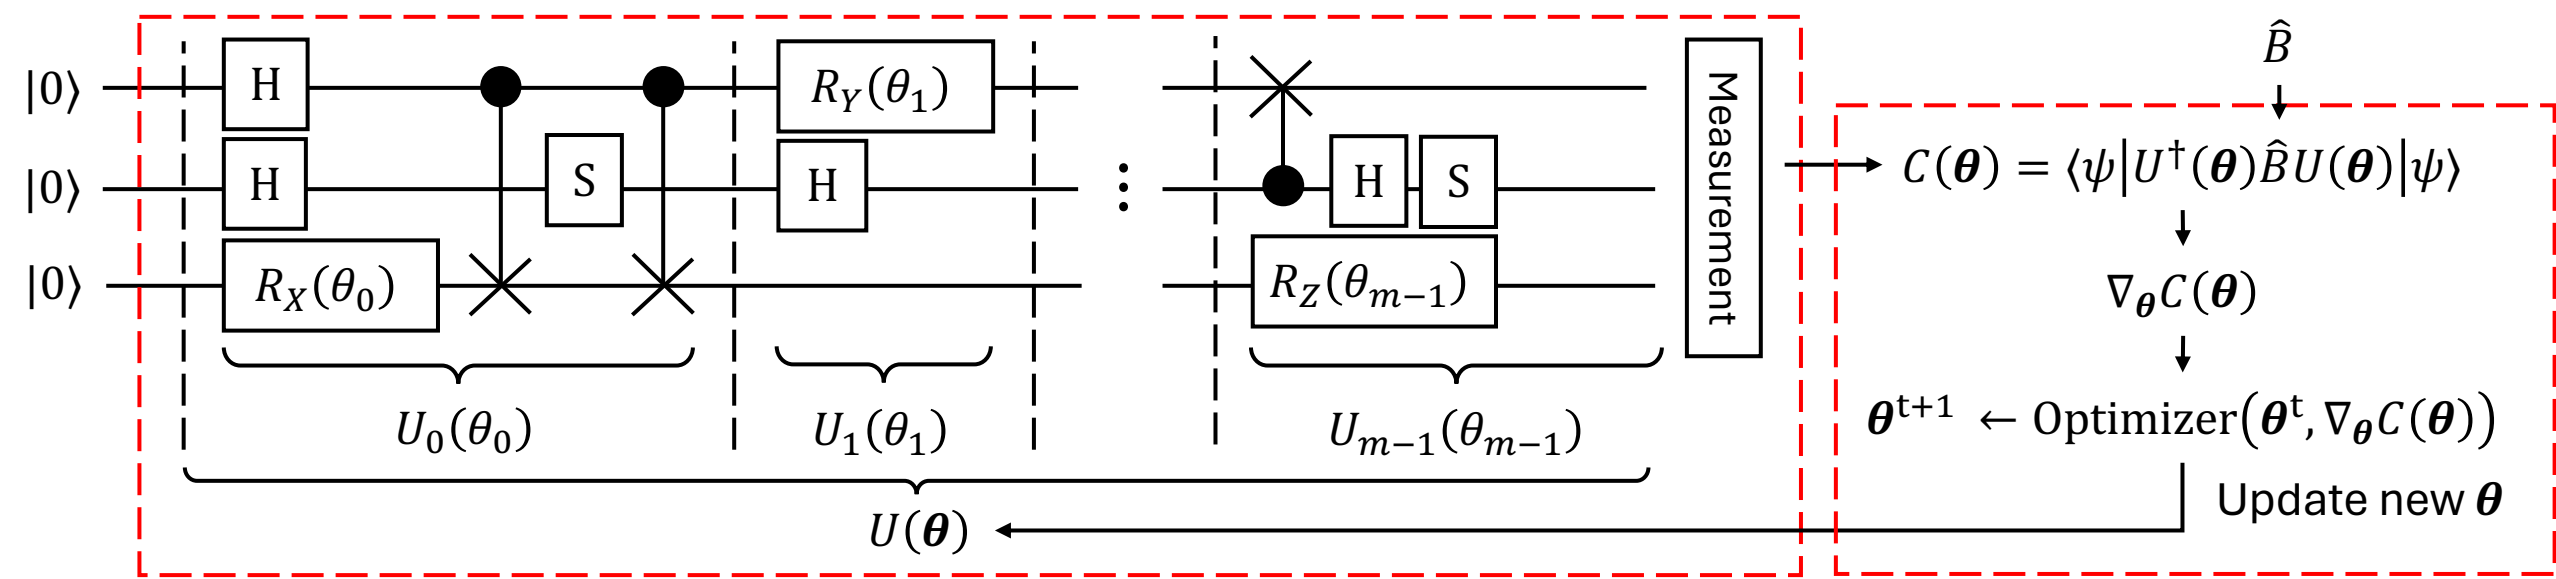 |0⟩ H R_Y(θ_1)
|0⟩ H S H H S
|0⟩ R_X(θ_0) R_Z(θ_{m−1})
⋮
Measurement
U_0(θ_0) U_1(θ_1) U_{m−1}(θ_{m−1})
U(𝜽)
B̂
C(𝜽) = ⟨ψ|U^†(𝜽)B̂U(𝜽)|ψ⟩
∇_𝜽C(𝜽)
𝜽^{t+1} ← Optimizer(𝜽^t, ∇_𝜽C(𝜽))
Update new 𝜽